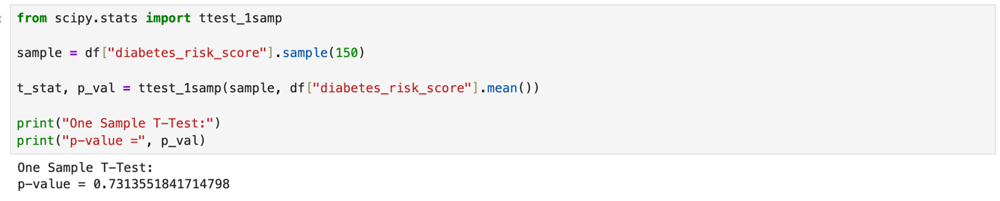 from scipy.stats import ttest_1samp
sample = df["diabetes_risk_score"].sample(150)
t_stat, p_val = ttest_1samp(sample, df["diabetes_risk_score"].mean())
print("One Sample T-Test:")
print("p-value =", p_val)
One Sample T-Test:
p-value = 0.7313551841714798